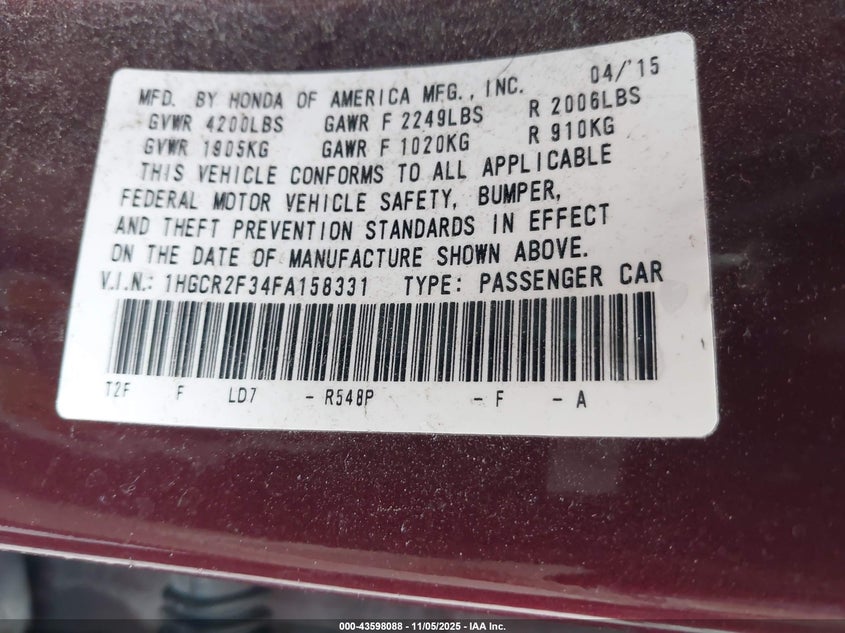 MFD. BY HONDA OF AMERICA MFG., INC. 04/'15
GVWR 4200LBS GAWR F 2249LBS R 2006LBS
GVWR 1905KG GAWR F 1020KG R 910KG
THIS VEHICLE CONFORMS TO ALL APPLICABLE
FEDERAL MOTOR VEHICLE SAFETY, BUMPER,
AND THEFT PREVENTION STANDARDS IN EFFECT
ON THE DATE OF MANUFACTURE SHOWN ABOVE.
V.I.N.: 1HGCR2F34FA158331 TYPE: PASSENGER CAR
T2F F LD7 - R548P - F - A
000-43598088 - 11/05/2025 - IAA Inc.